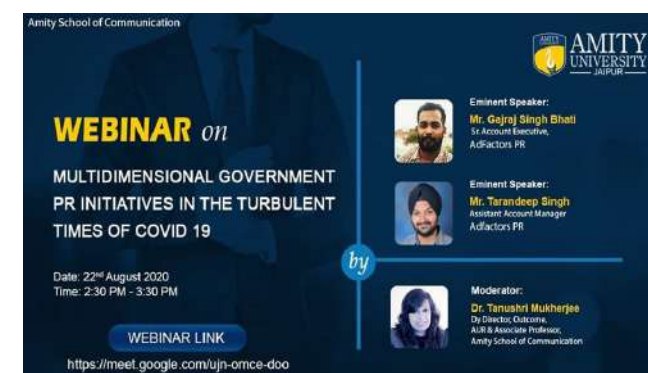 Amity School of Communication
AMITY
AMITY
UNIVERSITY
JAIPUR
WEBINAR on
MULTIDIMENSIONAL GOVERNMENT
PR INITIATIVES IN THE TURBULENT
TIMES OF COVID 19
Date: 22nd August 2020
Time: 2:30 PM - 3:30 PM
WEBINAR LINK
https://meet.google.com/ujn-omce-doo
by
Eminent Speaker:
Mr. Gajraj Singh Bhati
Sr. Account Executive,
AdFactors PR
Eminent Speaker:
Mr. Tarandeep Singh
Assistant Account Manager
Adfactors PR
Moderator:
Dr. Tanushri Mukherjee
Dy Director, Outcome,
AUR & Associate Professor,
Amity School of Communication